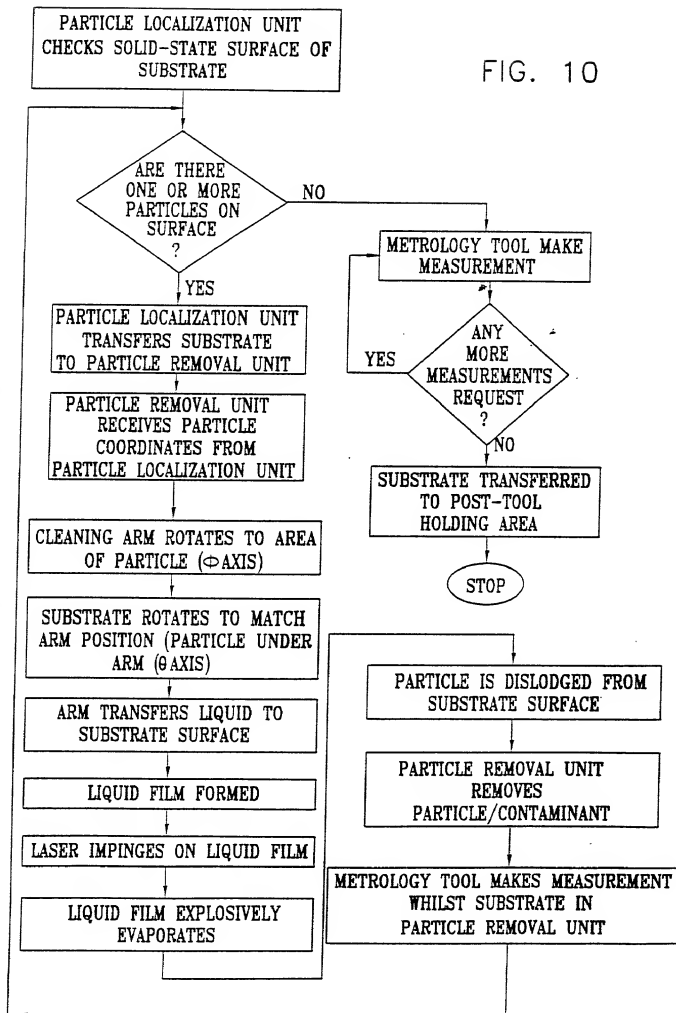 PARTICLE LOCALIZATION UNIT
CHECKS SOLID-STATE SURFACE OF
SUBSTRATE
FIG. 10
ARE THERE
ONE OR MORE
PARTICLES ON
SURFACE
?
NO
YES
METROLOGY TOOL MAKE
MEASUREMENT
ANY
MORE
MEASUREMENTS
REQUEST
?
YES
NO
SUBSTRATE TRANSFERRED
TO POST-TOOL
HOLDING AREA
STOP
PARTICLE LOCALIZATION UNIT
TRANSFERS SUBSTRATE
TO PARTICLE REMOVAL UNIT
PARTICLE REMOVAL UNIT
RECEIVES PARTICLE
COORDINATES FROM
PARTICLE LOCALIZATION UNIT
CLEANING ARM ROTATES TO AREA
OF PARTICLE (Φ AXIS)
SUBSTRATE ROTATES TO MATCH
ARM POSITION (PARTICLE UNDER
ARM (θ AXIS)
ARM TRANSFERS LIQUID TO
SUBSTRATE SURFACE
LIQUID FILM FORMED
LASER IMPINGES ON LIQUID FILM
LIQUID FILM EXPLOSIVELY
EVAPORATES
PARTICLE IS DISLODGED FROM
SUBSTRATE SURFACE
PARTICLE REMOVAL UNIT
REMOVES
PARTICLE/CONTAMINANT
METROLOGY TOOL MAKES MEASUREMENT
WHILST SUBSTRATE IN
PARTICLE REMOVAL UNIT